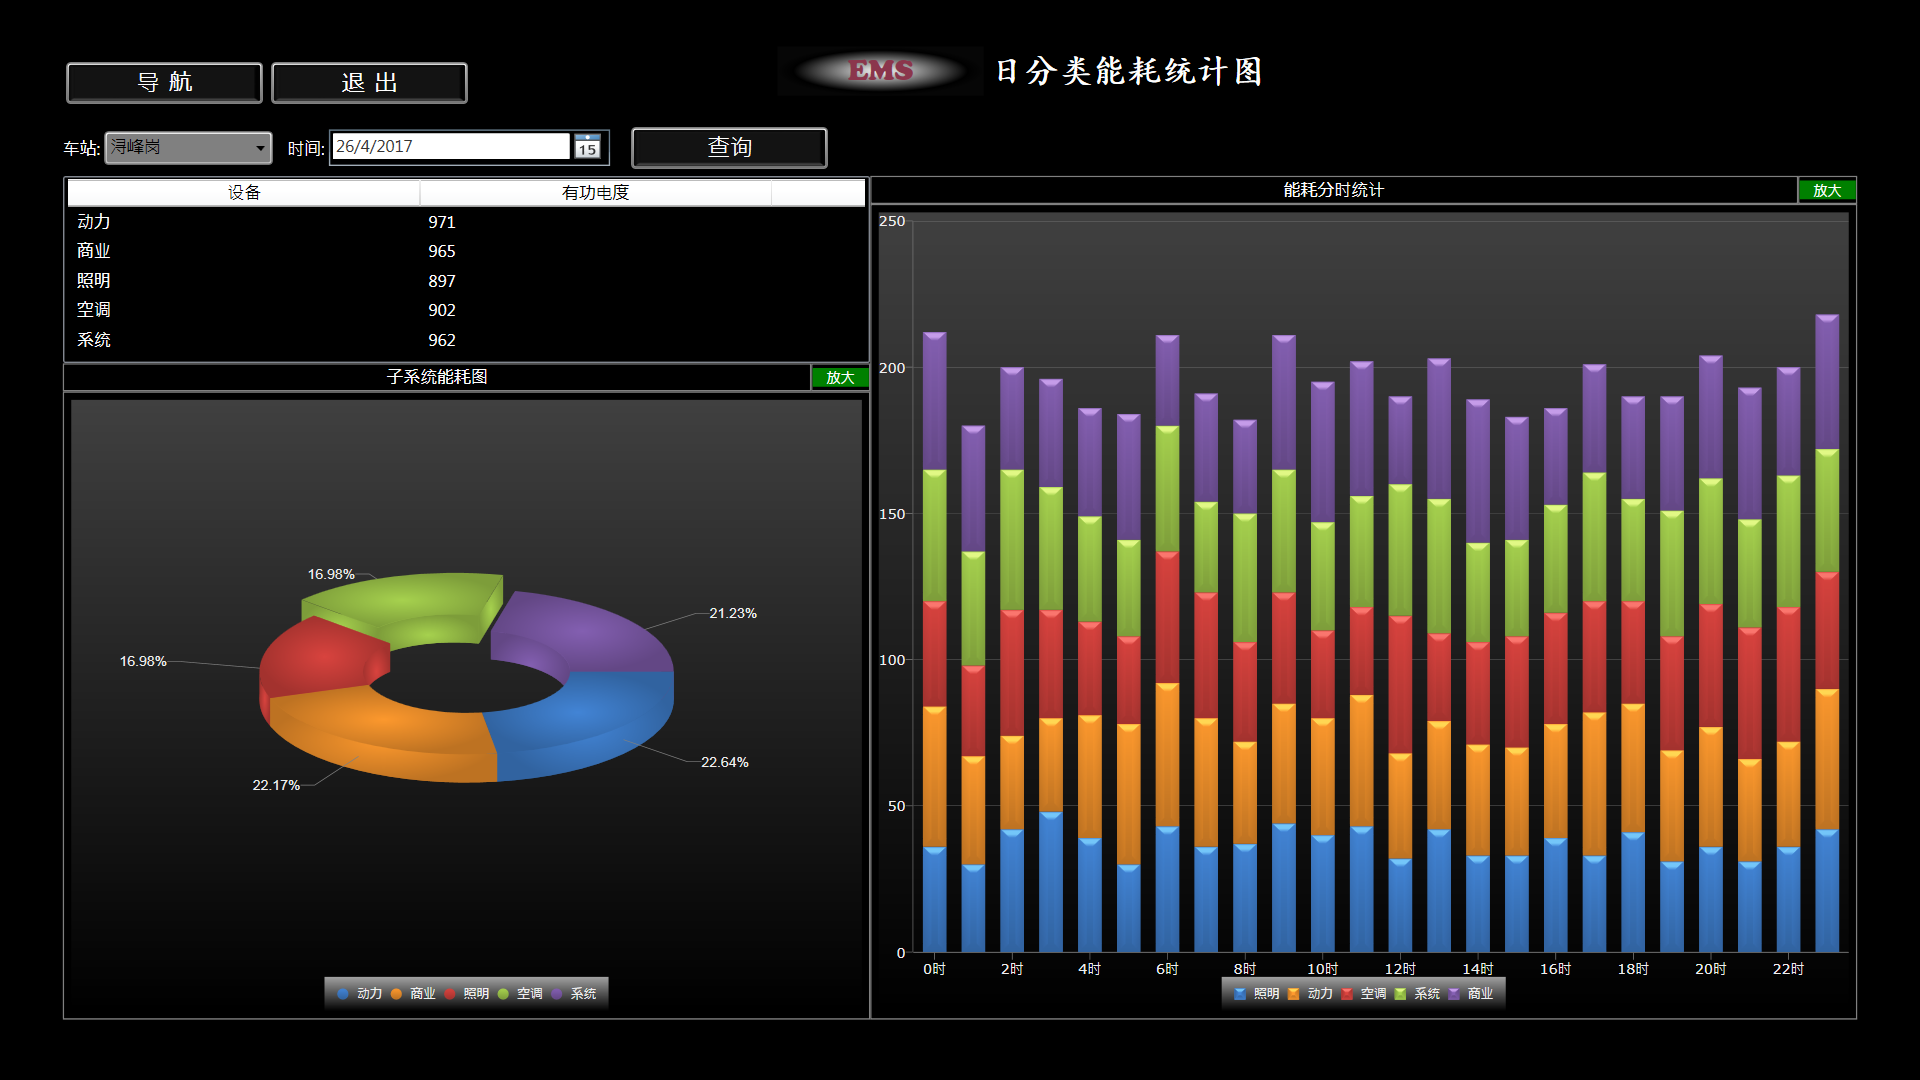 EMS 日分类能耗统计图
导 航 退 出
车站: 浔峰岗 时间: 26/4/2017 15 查询
设备 有功电度
动力 971
商业 965
照明 897
空调 902
系统 962
子系统能耗图 放大
16.98%
21.23%
16.98%
22.64%
22.17%
动力 商业 照明 空调 系统
能耗分时统计 放大
250
200
150
100
50
0
0时 2时 4时 6时 8时 10时 12时 14时 16时 18时 20时 22时
照明 动力 空调 系统 商业